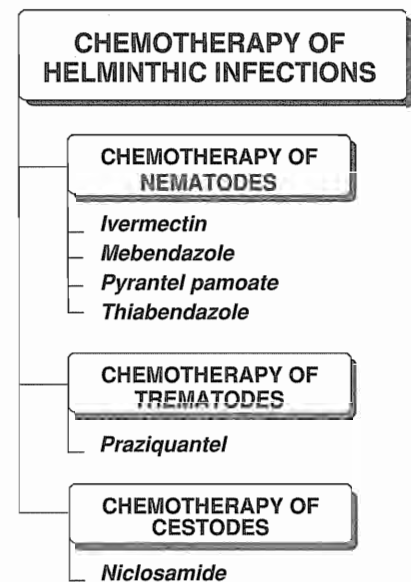 CHEMOTHERAPY OF
HELMINTHIC INFECTIONS
CHEMOTHERAPY OF
NEMATODES
Ivermectin
Mebendazole
Pyrantel pamoate
Thiabendazole
CHEMOTHERAPY OF
TREMATODES
Praziquantel
CHEMOTHERAPY OF
CESTODES
Niclosamide